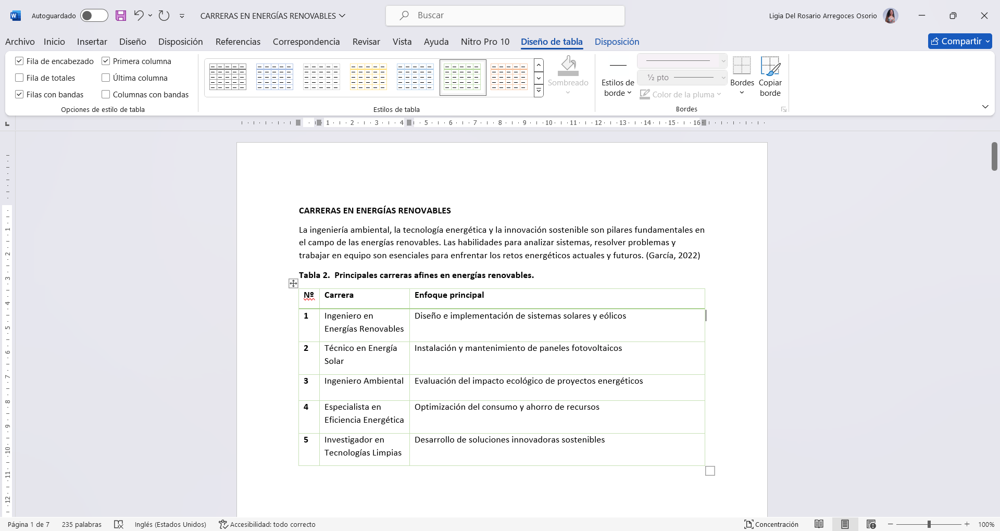 Autoguardado
CARRERAS EN ENERGÍAS RENOVABLES
Buscar
Ligia Del Rosario Arregoces Osorio
Archivo Inicio Insertar Diseño Disposición Referencias Correspondencia Revisar Vista Ayuda Nitro Pro 10 Diseño de tabla Disposición
Compartir
Fila de encabezado Primera columna
Fila de totales Última columna
Filas con bandas Columnas con bandas
Opciones de estilo de tabla
Estilos de tabla
Sombreado
Estilos de borde
½ pto
Color de la pluma
Bordes
Copiar borde
Bordes
1 2 3 4 5 6 7 8 9 10 11 12 13 14 15 16
1 2 3 4 5 6 7 8 9 10 11 12
CARRERAS EN ENERGÍAS RENOVABLES
La ingeniería ambiental, la tecnología energética y la innovación sostenible son pilares fundamentales en
el campo de las energías renovables. Las habilidades para analizar sistemas, resolver problemas y
trabajar en equipo son esenciales para enfrentar los retos energéticos actuales y futuros. (García, 2022)
Tabla 2. Principales carreras afines en energías renovables.
Nº Carrera Enfoque principal
1 Ingeniero en Diseño e implementación de sistemas solares y eólicos
Energías Renovables
2 Técnico en Energía Instalación y mantenimiento de paneles fotovoltaicos
Solar
3 Ingeniero Ambiental Evaluación del impacto ecológico de proyectos energéticos
4 Especialista en Optimización del consumo y ahorro de recursos
Eficiencia Energética
5 Investigador en Desarrollo de soluciones innovadoras sostenibles
Tecnologías Limpias
Página 1 de 7 235 palabras Inglés (Estados Unidos) Accesibilidad: todo correcto Concentración 100%